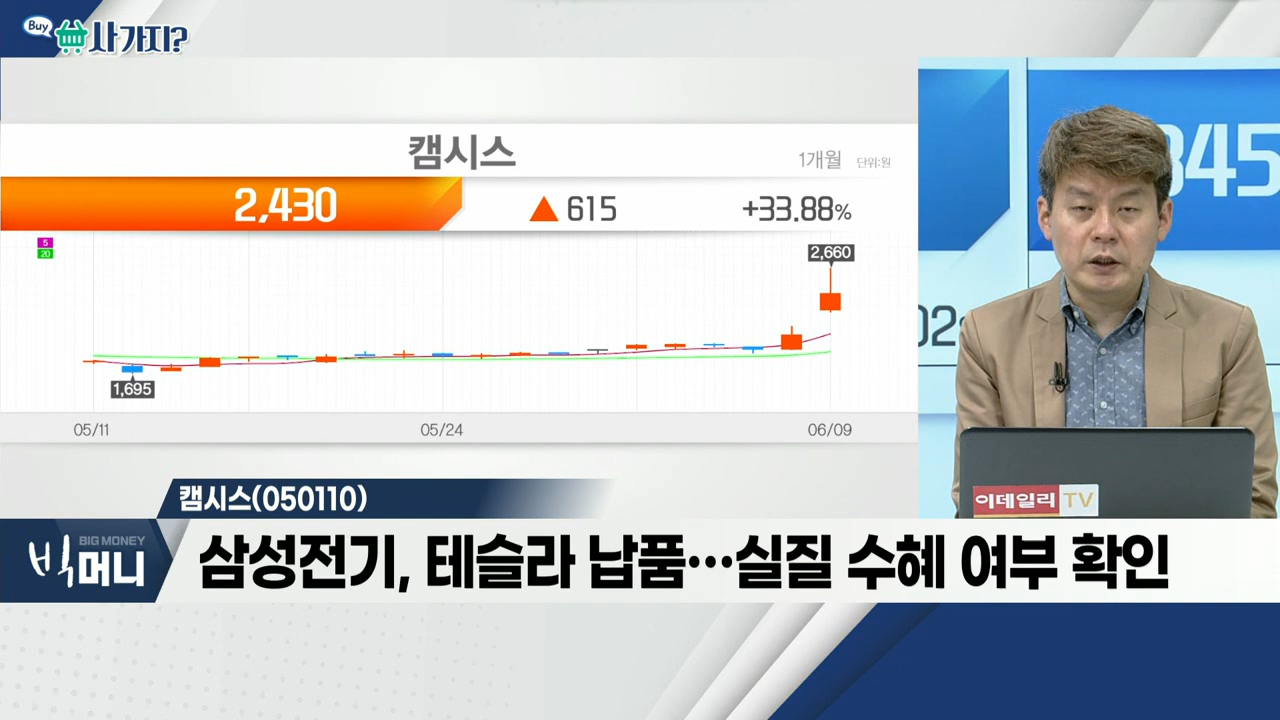 Buy 사가지?
캠시스
1개월 단위:원
2,430 ▲ 615 +33.88%
5
20
2,660
1,695
05/11 05/24 06/09
845
02
이데일리 TV
캠시스(050110)
BIG MONEY
빅머니
삼성전기, 테슬라 납품…실질 수혜 여부 확인